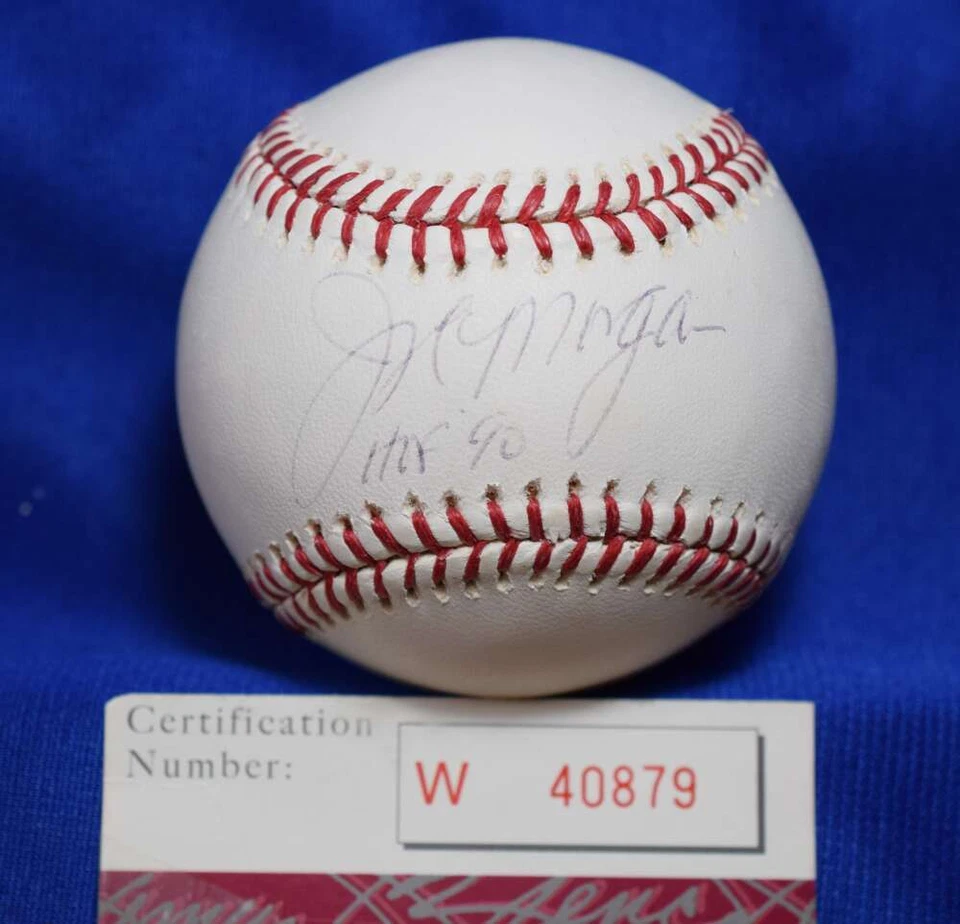 Joe Morgan
HOF '90
Certification
Number:
W 40879